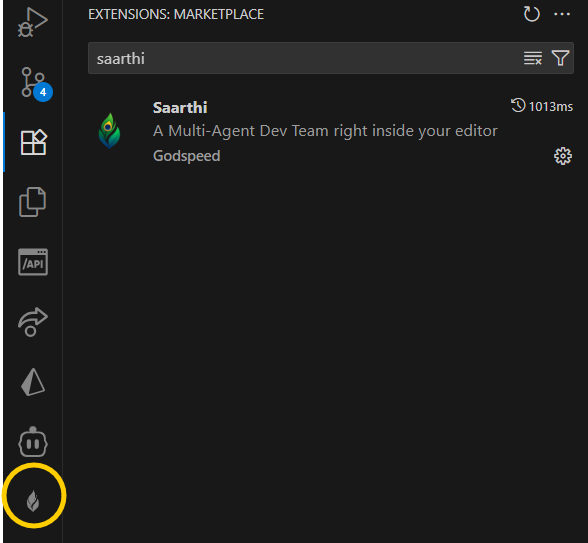 EXTENSIONS: MARKETPLACE
saarthi
Saarthi
1013ms
A Multi-Agent Dev Team right inside your editor
Godspeed
4
/API